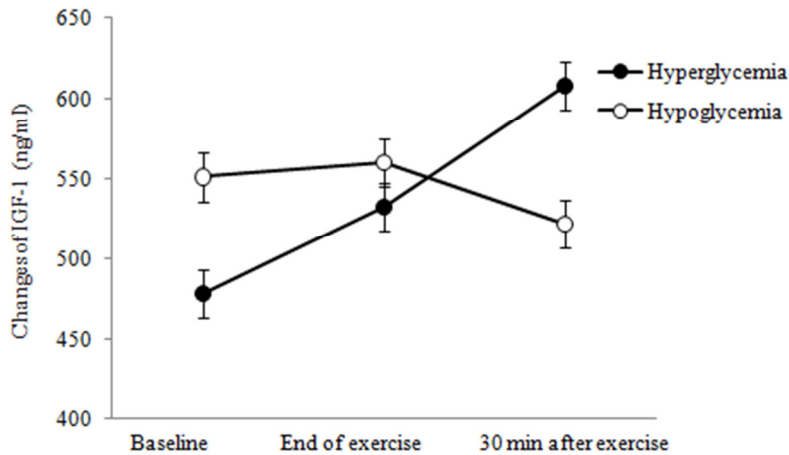 650
600
550
500
450
400
Changes of IGF-1 (ng/ml)
Hyperglycemia
Hypoglycemia
Baseline
End of exercise
30 min after exercise